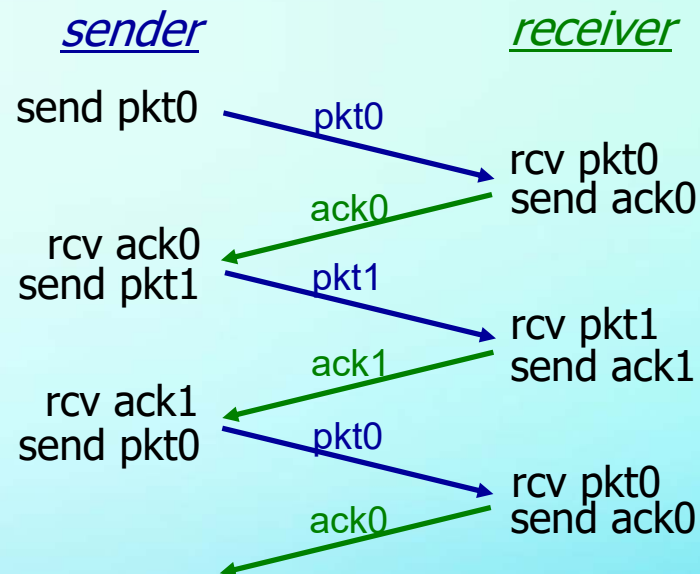 sender
receiver
send pkt0
pkt0
rcv pkt0
send ack0
ack0
rcv ack0
send pkt1
pkt1
rcv pkt1
send ack1
ack1
rcv ack1
send pkt0
pkt0
rcv pkt0
send ack0
ack0